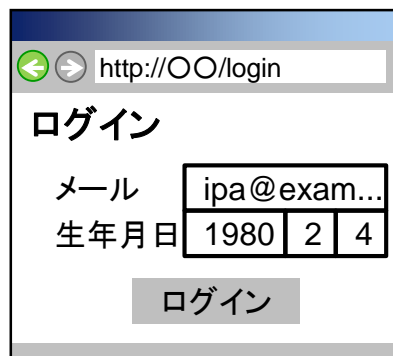 http://〇〇/login
ログイン
メール ipa@exam...
生年月日 1980 2 4
ログイン